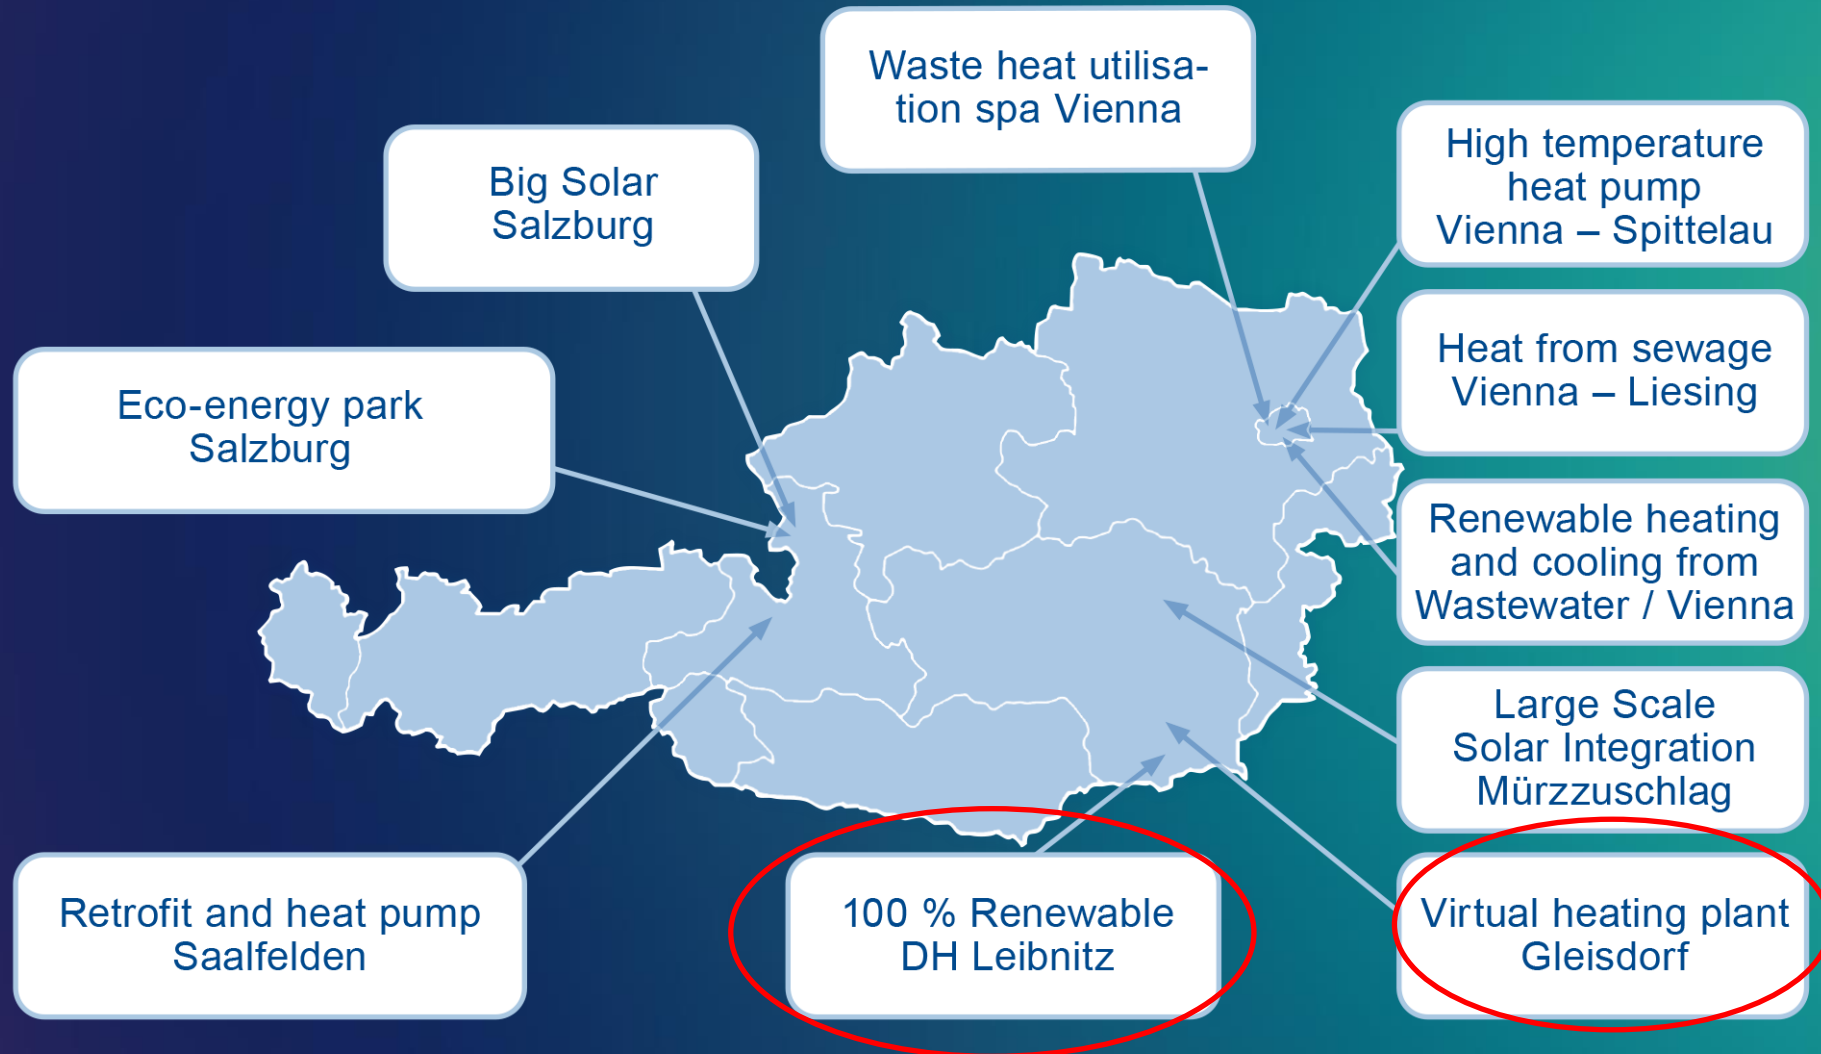 Waste heat utilisa-
tion spa Vienna
Big Solar
Salzburg
High temperature
heat pump
Vienna – Spittelau
Eco-energy park
Salzburg
Heat from sewage
Vienna – Liesing
Renewable heating
and cooling from
Wastewater / Vienna
Large Scale
Solar Integration
Mürzzuschlag
Retrofit and heat pump
Saalfelden
100 % Renewable
DH Leibnitz
Virtual heating plant
Gleisdorf